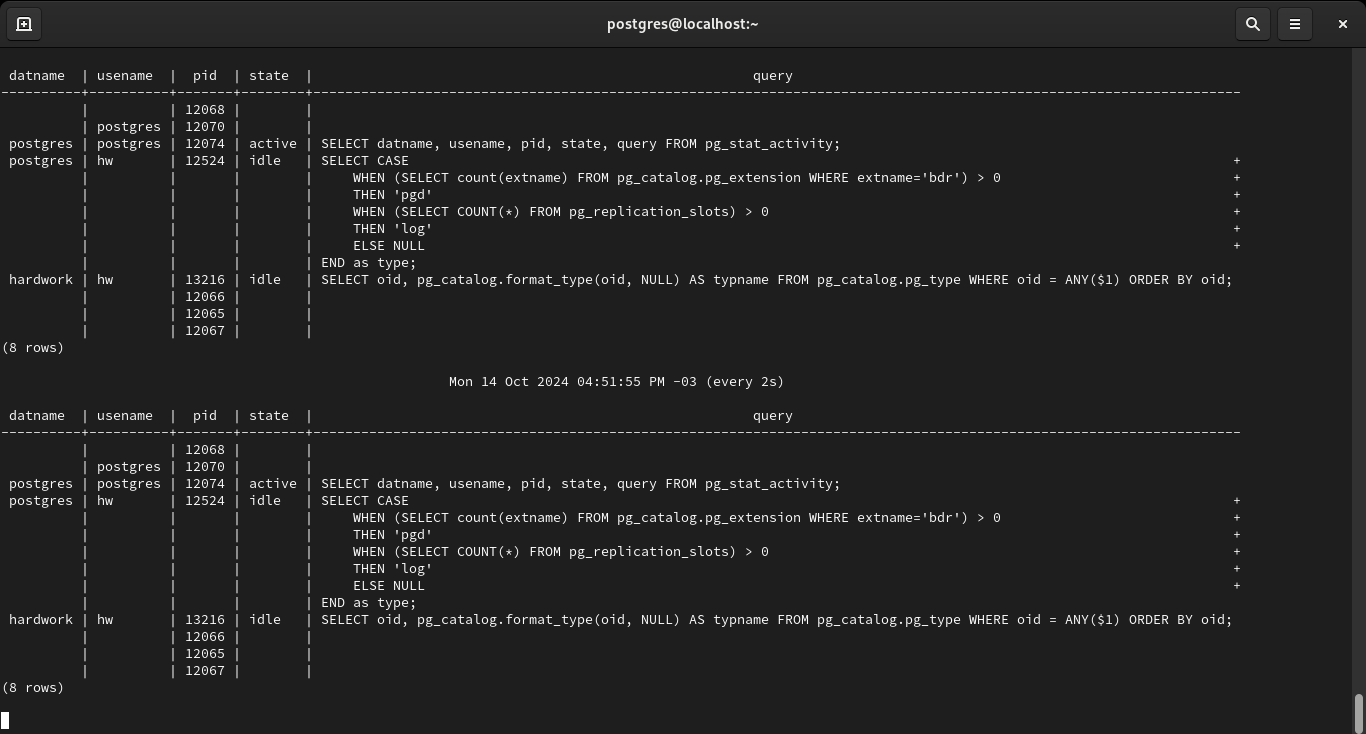 postgres@localhost:~
 datname  | usename  |  pid  | state  |                                                       query
----------+----------+-------+--------+--------------------------------------------------------------------------------------------------------------------
          |          | 12068 |        |
          | postgres | 12070 |        |
 postgres | postgres | 12074 | active | SELECT datname, usename, pid, state, query FROM pg_stat_activity;
 postgres | hw       | 12524 | idle   | SELECT CASE                                                                                                       +
          |          |       |        |     WHEN (SELECT count(extname) FROM pg_catalog.pg_extension WHERE extname='bdr') > 0                             +
          |          |       |        |     THEN 'pgd'                                                                                                    +
          |          |       |        |     WHEN (SELECT COUNT(*) FROM pg_replication_slots) > 0                                                          +
          |          |       |        |     THEN 'log'                                                                                                    +
          |          |       |        |     ELSE NULL                                                                                                     +
          |          |       |        | END as type;
 hardwork | hw       | 13216 | idle   | SELECT oid, pg_catalog.format_type(oid, NULL) AS typname FROM pg_catalog.pg_type WHERE oid = ANY($1) ORDER BY oid;
          |          | 12066 |        |
          |          | 12065 |        |
          |          | 12067 |        |
(8 rows)
                                                        Mon 14 Oct 2024 04:51:55 PM -03 (every 2s)
 datname  | usename  |  pid  | state  |                                                       query
----------+----------+-------+--------+--------------------------------------------------------------------------------------------------------------------
          |          | 12068 |        |
          | postgres | 12070 |        |
 postgres | postgres | 12074 | active | SELECT datname, usename, pid, state, query FROM pg_stat_activity;
 postgres | hw       | 12524 | idle   | SELECT CASE                                                                                                       +
          |          |       |        |     WHEN (SELECT count(extname) FROM pg_catalog.pg_extension WHERE extname='bdr') > 0                             +
          |          |       |        |     THEN 'pgd'                                                                                                    +
          |          |       |        |     WHEN (SELECT COUNT(*) FROM pg_replication_slots) > 0                                                          +
          |          |       |        |     THEN 'log'                                                                                                    +
          |          |       |        |     ELSE NULL                                                                                                     +
          |          |       |        | END as type;
 hardwork | hw       | 13216 | idle   | SELECT oid, pg_catalog.format_type(oid, NULL) AS typname FROM pg_catalog.pg_type WHERE oid = ANY($1) ORDER BY oid;
          |          | 12066 |        |
          |          | 12065 |        |
          |          | 12067 |        |
(8 rows)